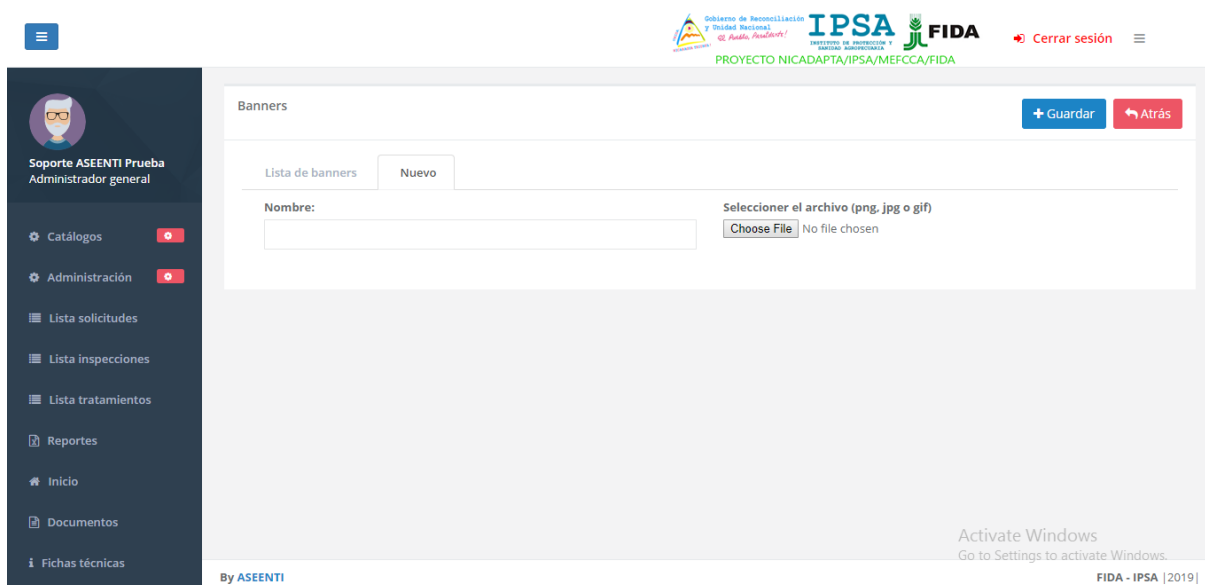 Gobierno de Reconciliación
y Unidad Nacional
El Pueblo, Presidente!
IPSA
INSTITUTO DE PROTECCIÓN Y
SANIDAD AGROPECUARIA
FIDA
PROYECTO NICADAPTA/IPSA/MEFCCA/FIDA
Cerrar sesión
Soporte ASEENTI Prueba
Administrador general
Catálogos
Administración
Lista solicitudes
Lista inspecciones
Lista tratamientos
Reportes
Inicio
Documentos
Fichas técnicas
Banners
Guardar
Atrás
Lista de banners
Nuevo
Nombre:
Seleccioner el archivo (png, jpg o gif)
Choose File No file chosen
Activate Windows
Go to Settings to activate Windows.
By ASEENTI
FIDA - IPSA |2019|